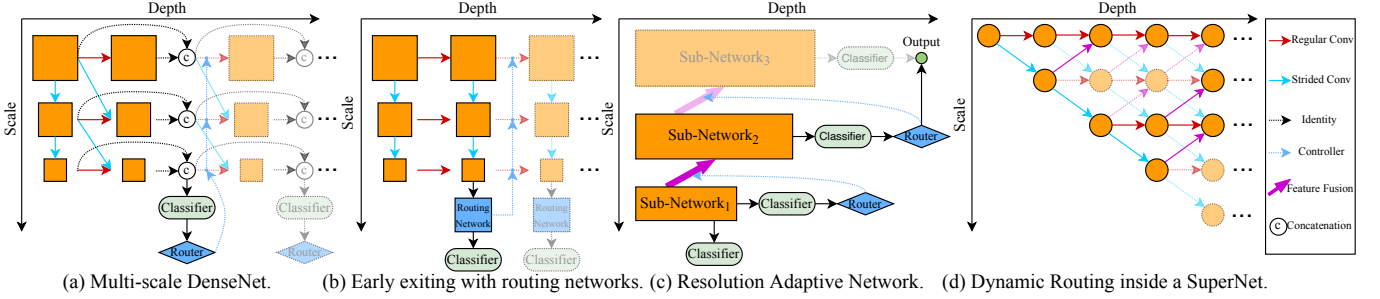 Depth
Scale
c
c
c
c
c
c
Classifier
Classifier
Router
Router
(a) Multi-scale DenseNet.
Depth
Scale
Routing
Network
Routing
Network
Classifier
Classifier
(b) Early exiting with routing networks.
Depth
Scale
Sub-Network3
Classifier
Output
Sub-Network2
Classifier
Router
Sub-Network1
Classifier
Router
Classifier
(c) Resolution Adaptive Network.
Depth
Scale
(d) Dynamic Routing inside a SuperNet.
Regular Conv
Strided Conv
Identity
Controller
Feature Fusion
c Concatenation